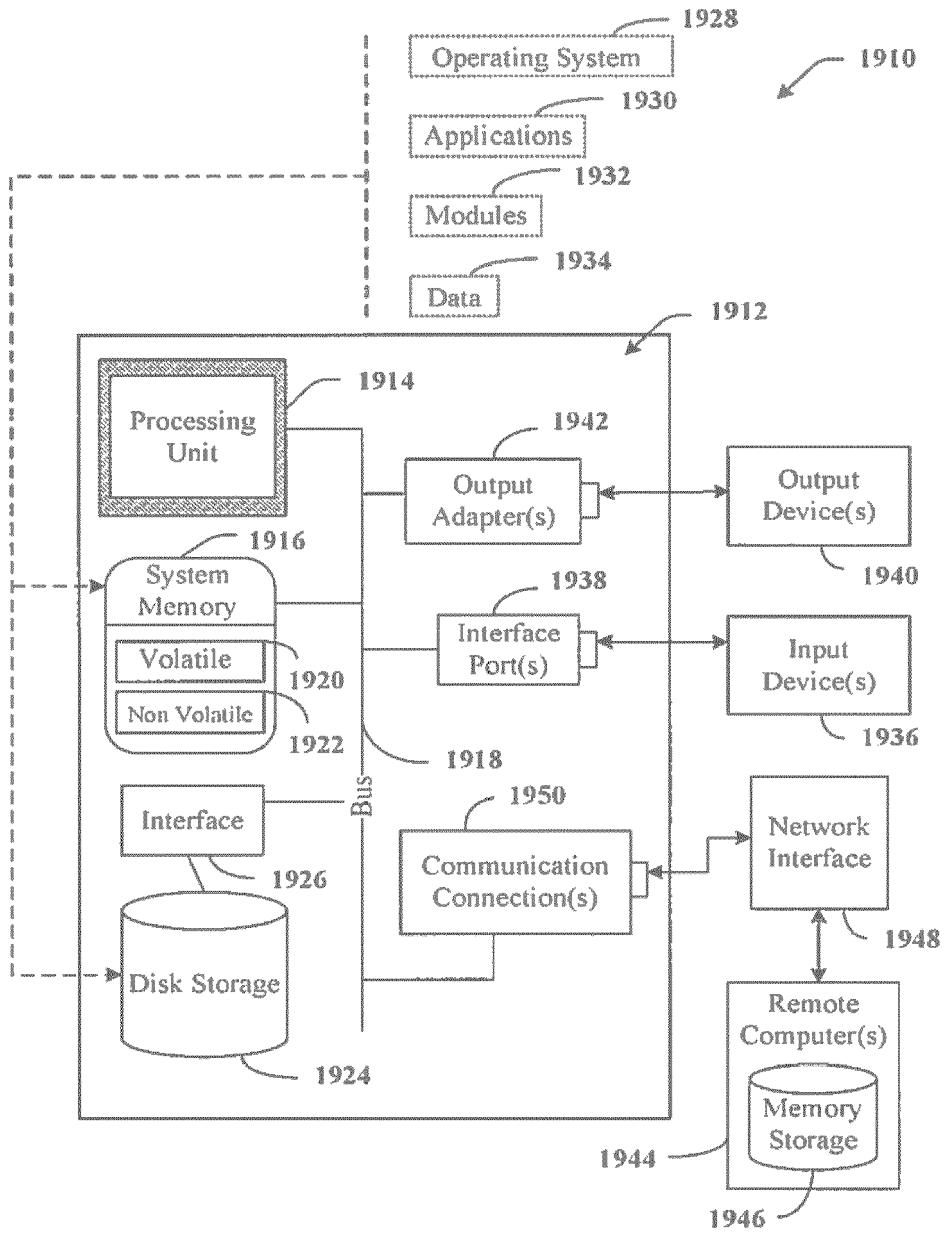 1928
Operating System
1910
1930
Applications
1932
Modules
1934
Data
1912
1914
Processing
Unit
1942
Output
Adapter(s)
Output
Device(s)
1940
1916
System
Memory
1938
Interface
Port(s)
Input
Device(s)
1936
Volatile
1920
Non Volatile
1922
1918
Bus
1950
Interface
1926
Communication
Connection(s)
Network
Interface
1948
Disk Storage
1924
Remote
Computer(s)
Memory
Storage
1944
1946